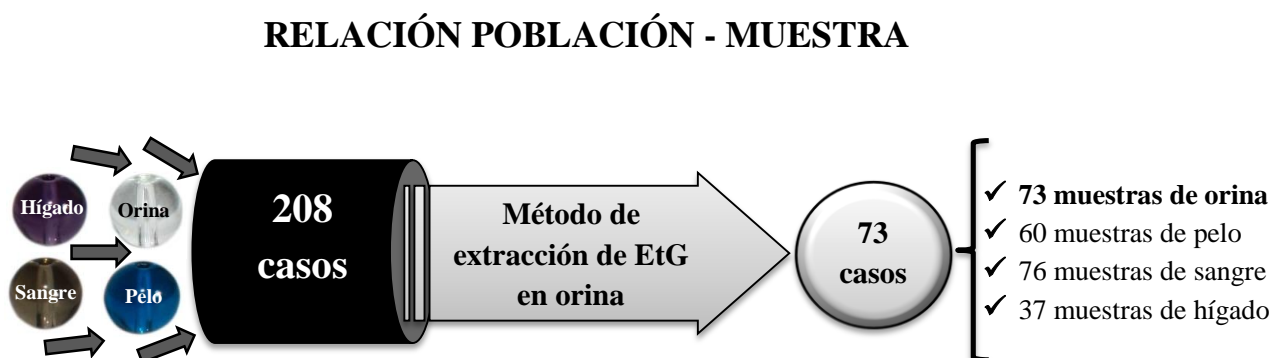 RELACIÓN POBLACIÓN - MUESTRA
Hígado
Orina
Sangre
Pelo
208
casos
Método de
extracción de EtG
en orina
73
casos
✓ 73 muestras de orina
✓ 60 muestras de pelo
✓ 76 muestras de sangre
✓ 37 muestras de hígado